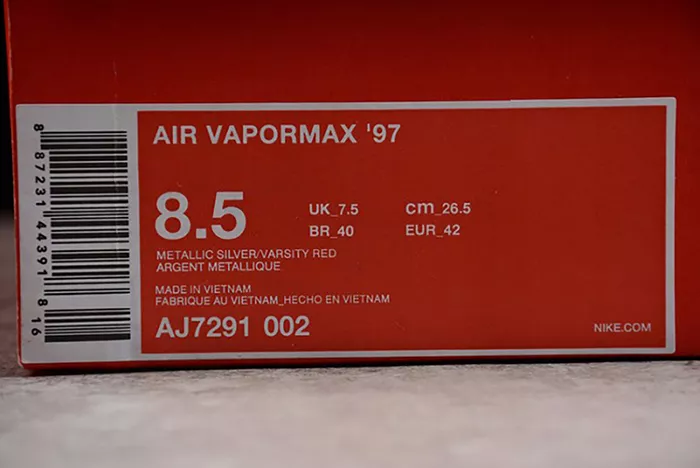 8 87231 44391 8 16
AIR VAPORMAX '97
8.5
UK_7.5 cm_26.5
BR_40 EUR_42
METALLIC SILVER/VARSITY RED
ARGENT METALLIQUE
MADE IN VIETNAM
FABRIQUE AU VIETNAM_HECHO EN VIETNAM
AJ7291 002
NIKE.COM